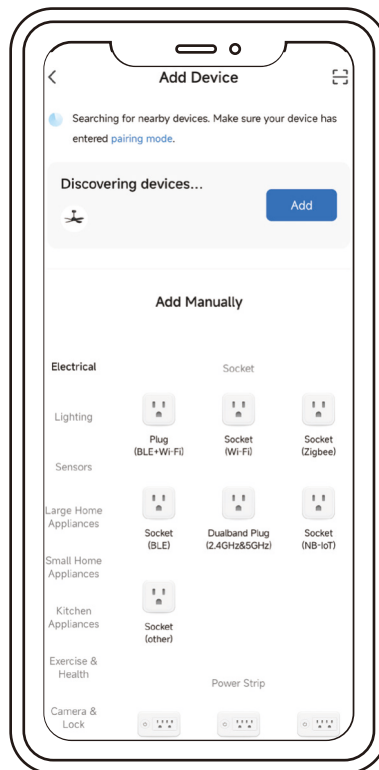 Add Device
Searching for nearby devices. Make sure your device has
entered pairing mode.
Discovering devices...
Add
Add Manually
Electrical
Lighting
Sensors
Large Home
Appliances
Small Home
Appliances
Kitchen
Appliances
Exercise &
Health
Camera &
Lock
Socket
Plug
(BLE+Wi-Fi)
Socket
(Wi-Fi)
Socket
(Zigbee)
Socket
(BLE)
Dualband Plug
(2.4GHz&5GHz)
Socket
(NB-IoT)
Socket
(other)
Power Strip